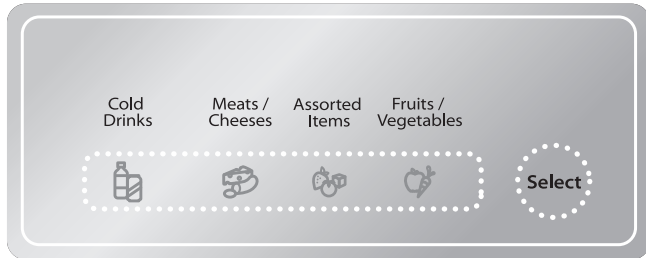 Cold
Drinks
Meats /
Cheeses
Assorted
Items
Fruits /
Vegetables
Select